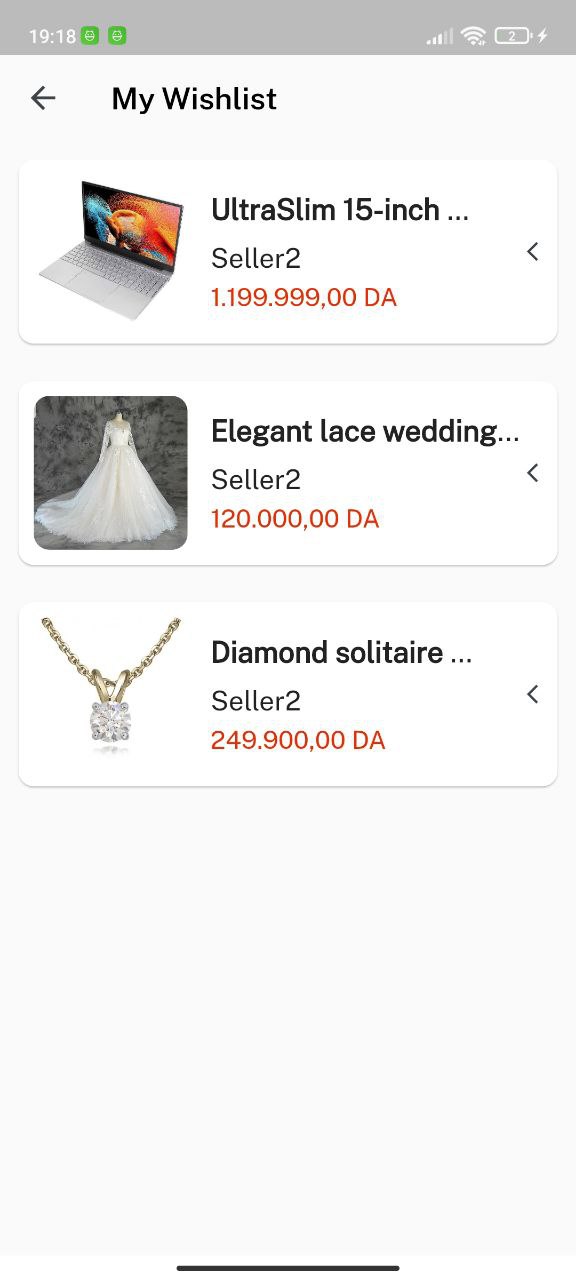 19:18
2
My Wishlist
UltraSlim 15-inch ...
Seller2
1.199.999,00 DA
Elegant lace wedding...
Seller2
120.000,00 DA
Diamond solitaire ...
Seller2
249.900,00 DA